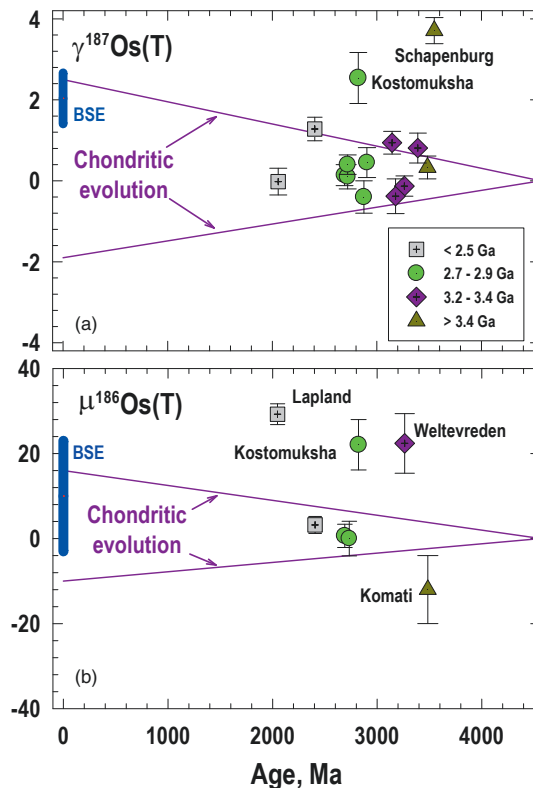 4
γ¹⁸⁷Os(T)
Schapenburg
Kostomuksha
2
BSE
Chondritic
evolution
0
-2
-4
< 2.5 Ga
2.7 - 2.9 Ga
3.2 - 3.4 Ga
> 3.4 Ga
(a)
40
μ¹⁸⁶Os(T)
Lapland
BSE
Kostomuksha
Weltevreden
20
Chondritic
evolution
0
Komati
-20
(b)
-40
0 1000 2000 3000 4000
Age, Ma